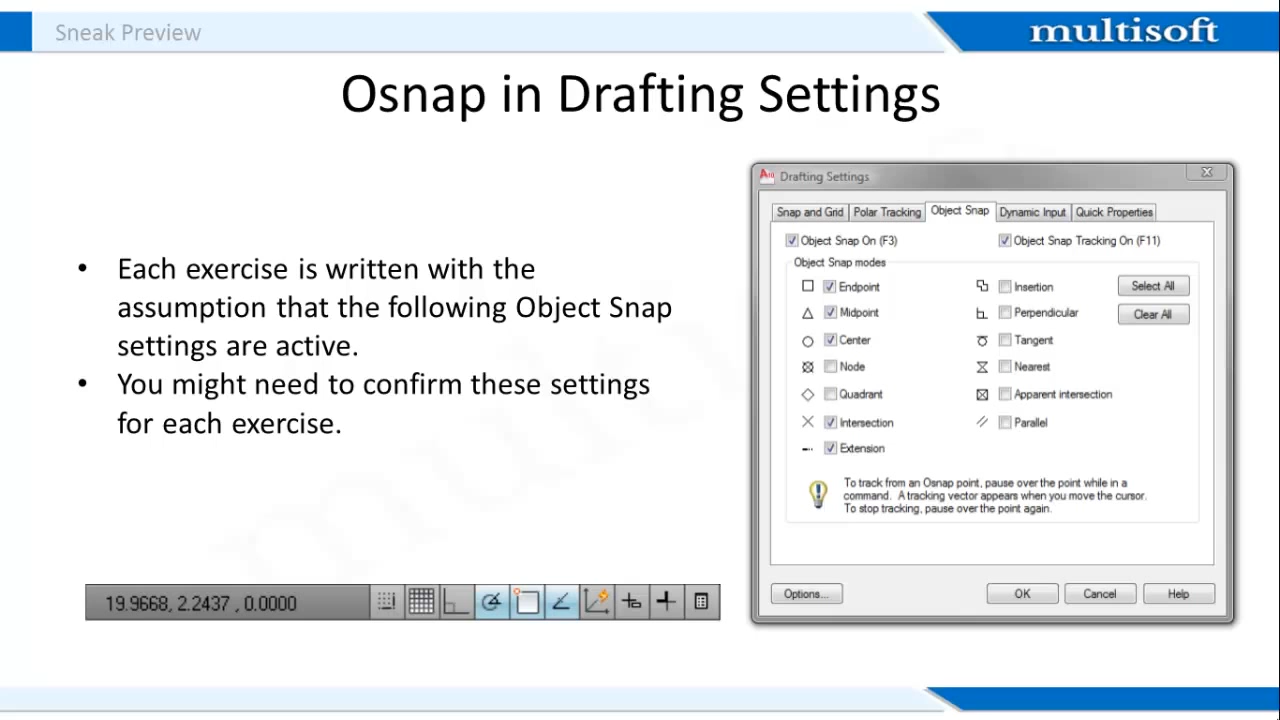 Sneak Preview
multisoft
Osnap in Drafting Settings
• Each exercise is written with the
assumption that the following Object Snap
settings are active.
• You might need to confirm these settings
for each exercise.
19.9668, 2.2437 , 0.0000
Drafting Settings
Snap and Grid Polar Tracking Object Snap Dynamic Input Quick Properties
Object Snap On (F3) Object Snap Tracking On (F11)
Object Snap modes
Endpoint Insertion Select All
Midpoint Perpendicular Clear All
Center Tangent
Node Nearest
Quadrant Apparent intersection
Intersection Parallel
Extension
To track from an Osnap point, pause over the point while in a
command. A tracking vector appears when you move the cursor.
To stop tracking, pause over the point again.
Options... OK Cancel Help